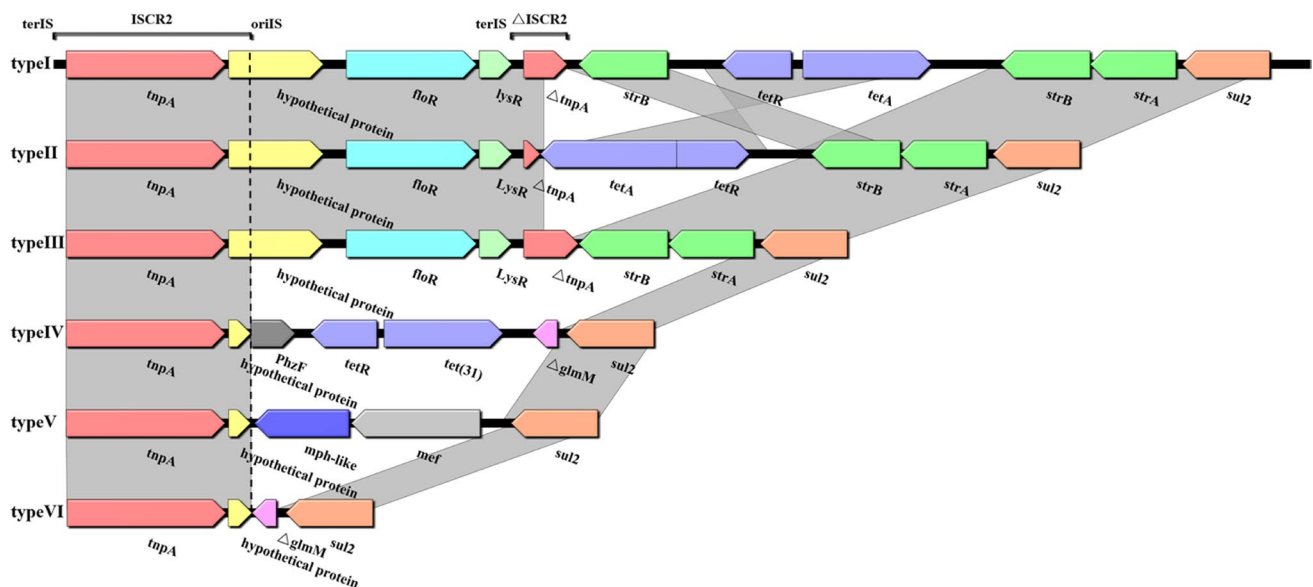 terIS ISCR2 oriIS terIS △ISCR2
typeI
tnpA hypothetical protein floR lysR △tnpA strB tetR tetA strB strA sul2
typeII
tnpA hypothetical protein floR LysR △tnpA tetA tetR strB strA sul2
typeIII
tnpA hypothetical protein floR LysR △tnpA strB strA sul2
typeIV
tnpA hypothetical protein PhzF tetR tet(31) △glmM sul2
typeV
tnpA hypothetical protein mph-like mef sul2
typeVI
tnpA hypothetical protein △glmM sul2